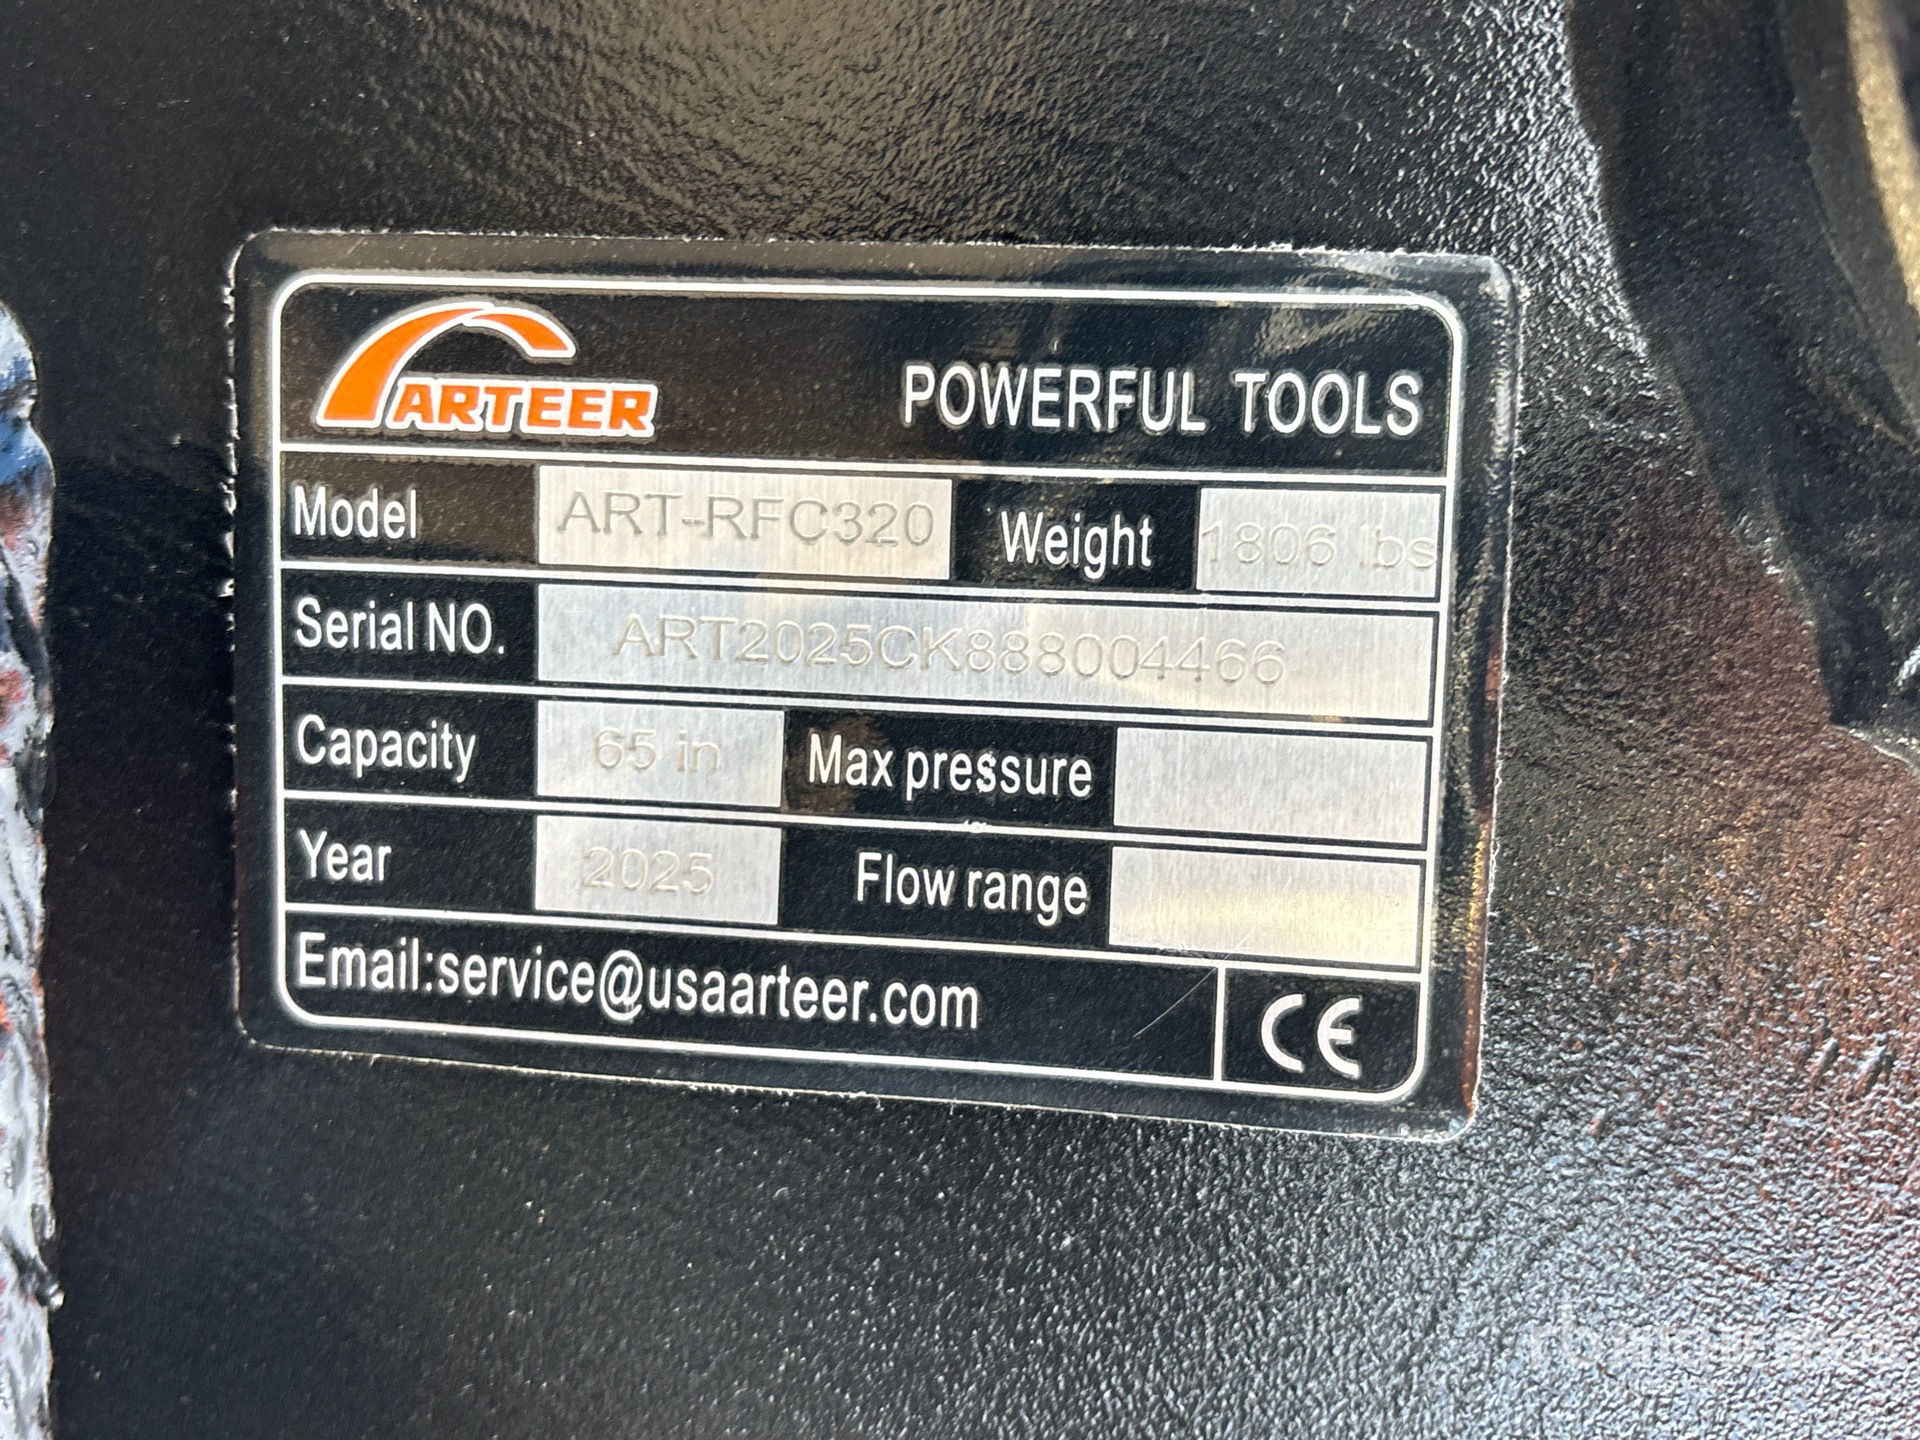 ARTEER POWERFUL TOOLS
Model ART-RFC320 Weight 1806 lbs
Serial NO. ART2025CK888004466
Capacity 65 in Max pressure
Year 2025 Flow range
Email:service@usaarteer.com CE